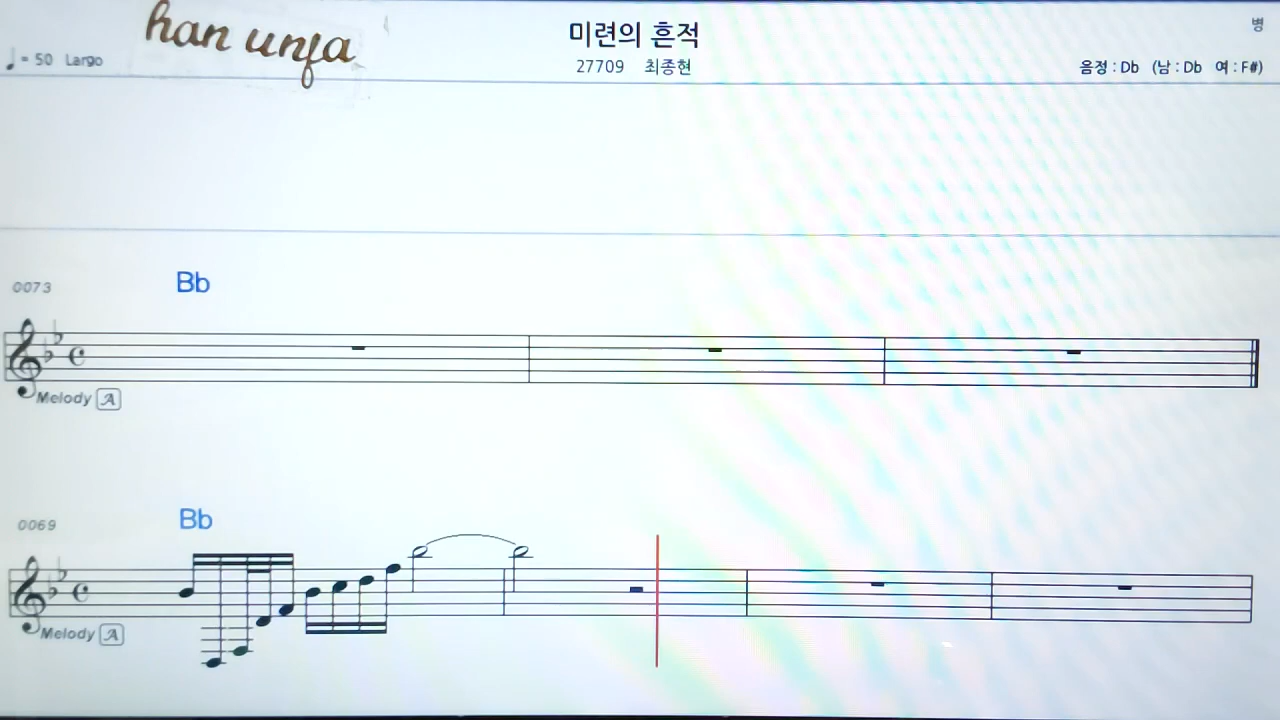 han unja
미련의 흔적
병
♩= 50 Largo
27709 최종현
음정 : Db (남 : Db 여 : F#)
0073
Bb
Melody A
0069
Bb
Melody A